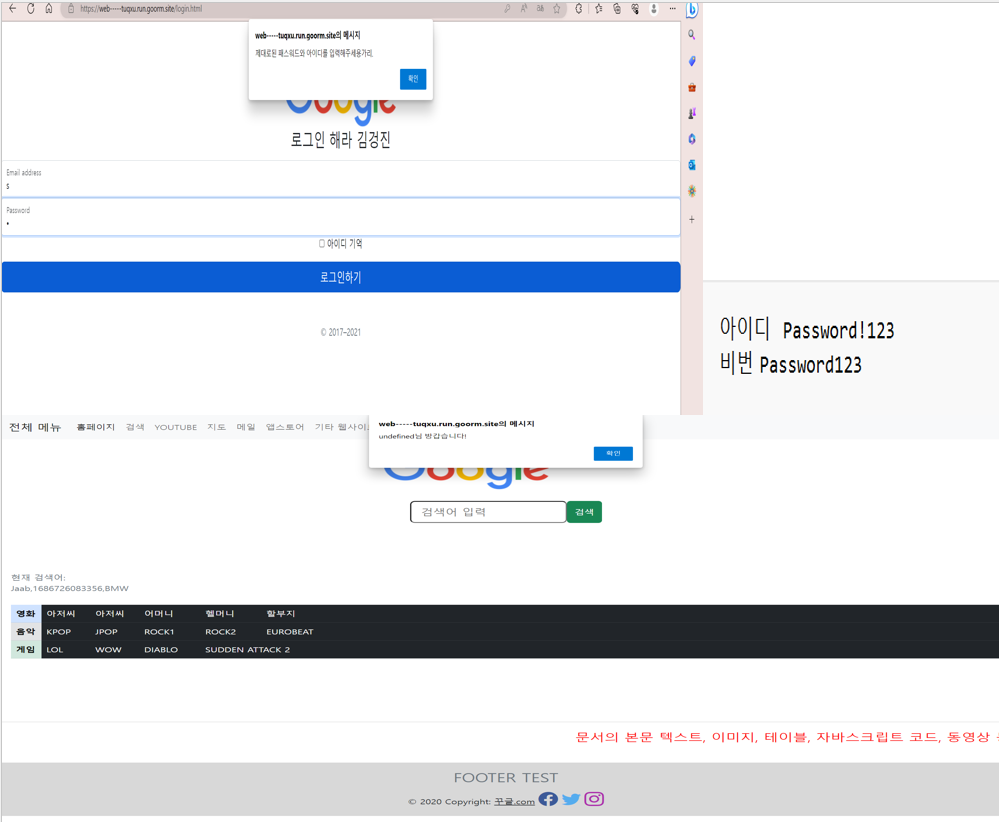 https://web-----tuqxu.run.goorm.site/login.html
web-----tuqxu.run.goorm.site의 메시지
제대로된 패스워드와 아이디를 입력해주세용가리.
확인
Google
로그인 해라 김경진
Email address
s
Password
•
아이디 기억
로그인하기
© 2017–2021
아이디 Password!123
비번 Password123
전체 메뉴 홈페이지 검색 YOUTUBE 지도 메일 앱스토어 기타 웹사이
web-----tuqxu.run.goorm.site의 메시지
undefined님 방갑습니다!
확인
Google
검색어 입력 검색
현재 검색어:
Jaab,1686726083356,BMW
영화 아저씨 아저씨 어머니 헬머니 할부지
음악 KPOP JPOP ROCK1 ROCK2 EUROBEAT
게임 LOL WOW DIABLO SUDDEN ATTACK 2
문서의 본문 텍스트, 이미지, 테이블, 자바스크립트 코드, 동영상
FOOTER TEST
© 2020 Copyright: 꾸글.com